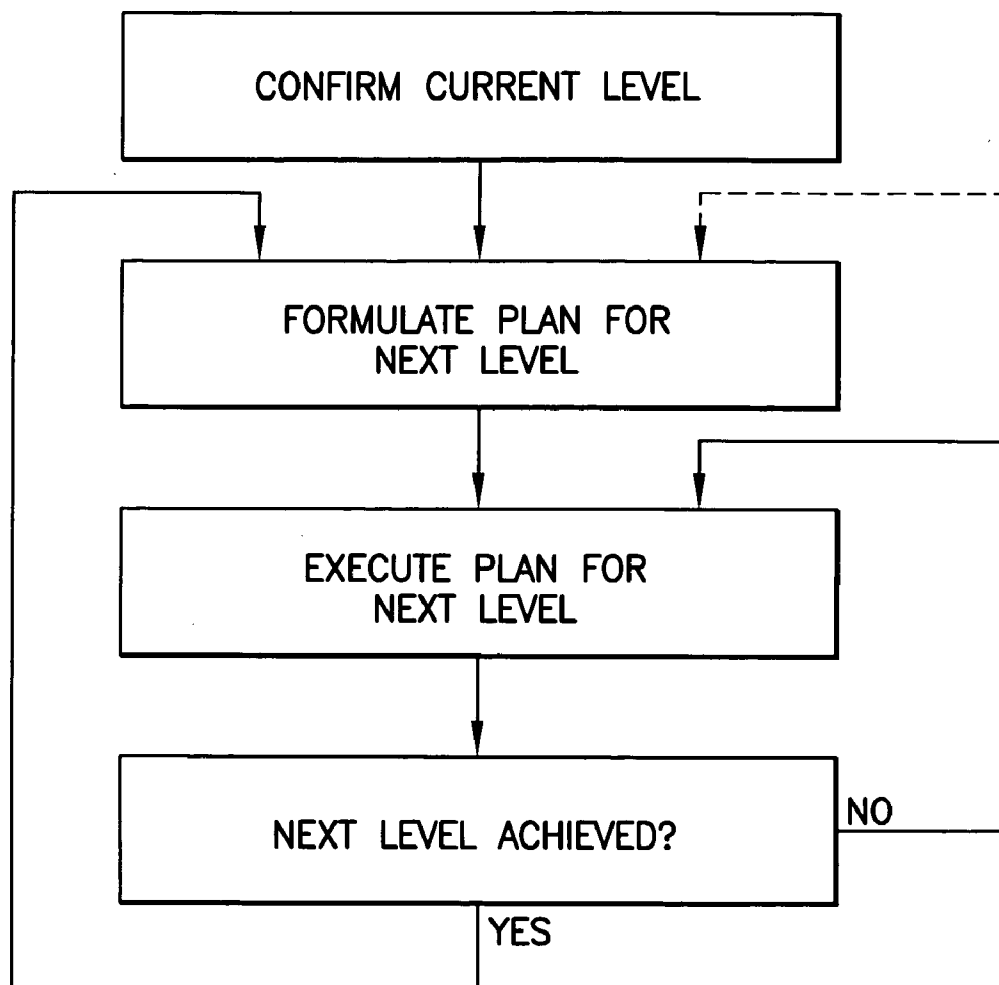 CONFIRM CURRENT LEVEL
FORMULATE PLAN FOR
NEXT LEVEL
EXECUTE PLAN FOR
NEXT LEVEL
NEXT LEVEL ACHIEVED?
NO
YES